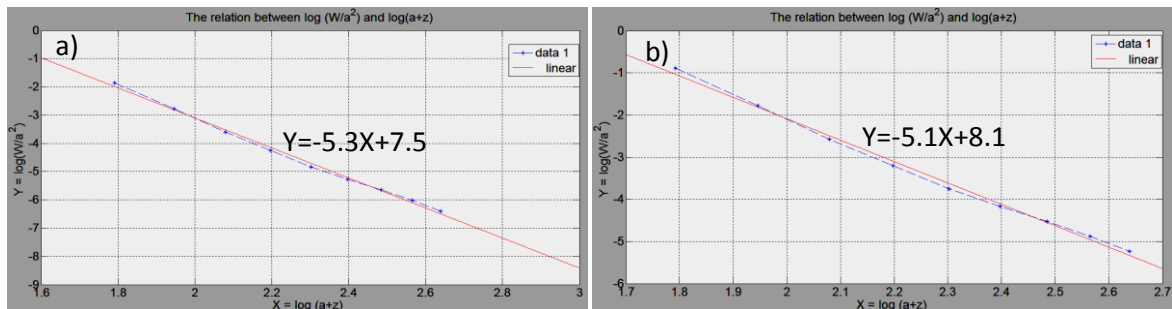 The relation between log (W/a²) and log(a+z)
a)
data 1
linear
Y=-5.3X+7.5
Y = log(W/a²)
0
-1
-2
-3
-4
-5
-6
-7
-8
-9
1.6 1.8 2 2.2 2.4 2.6 2.8 3
X = log (a+z)
The relation between log (W/a²) and log(a+z)
b)
data 1
linear
Y=-5.1X+8.1
Y = log(W/a²)
0
-1
-2
-3
-4
-5
-6
1.7 1.8 1.9 2 2.1 2.2 2.3 2.4 2.5 2.6 2.7
X = log (a+z)